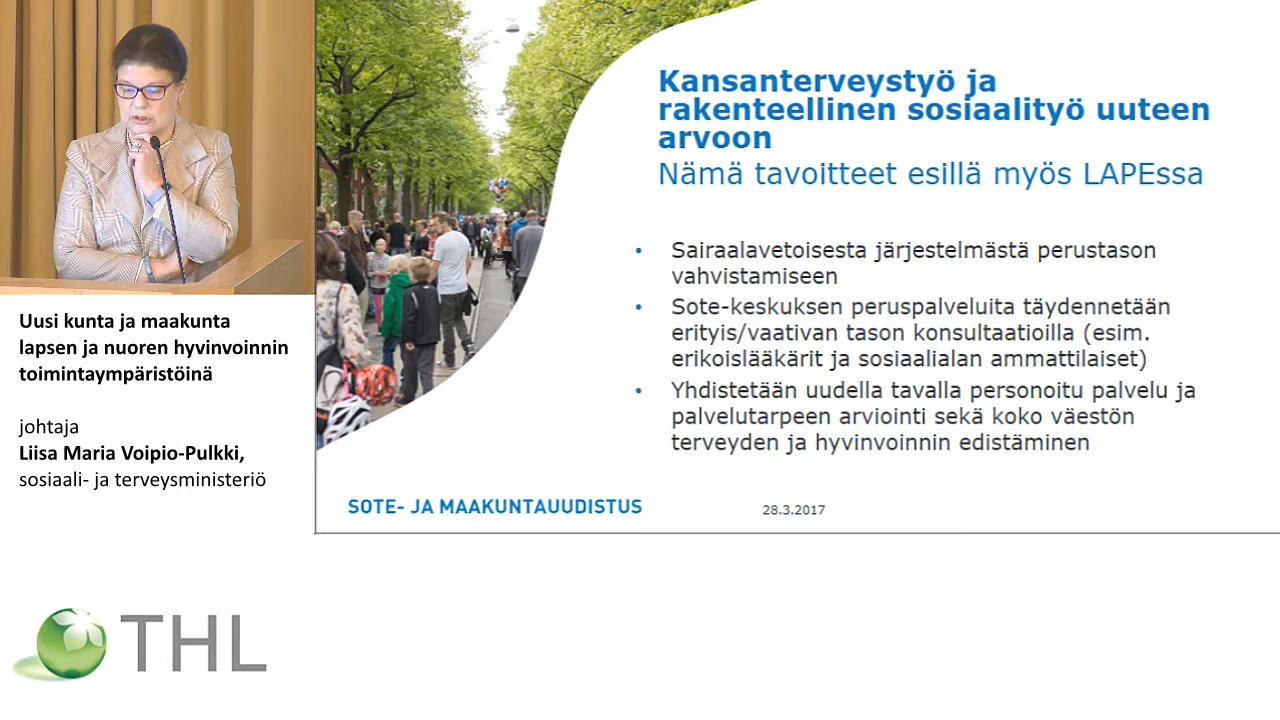 Kansanterveystyö ja
rakenteellinen sosiaalityö uuteen
arvoon
Nämä tavoitteet esillä myös LAPEssa
• Sairaalavetoisesta järjestelmästä perustason
vahvistamiseen
• Sote-keskuksen peruspalveluita täydennetään
erityis/vaativan tason konsultaatioilla (esim.
erikoislääkärit ja sosiaalialan ammattilaiset)
• Yhdistetään uudella tavalla personoitu palvelu ja
palvelutarpeen arviointi sekä koko väestön
terveyden ja hyvinvoinnin edistäminen
SOTE- JA MAAKUNTAUUDISTUS
28.3.2017
Uusi kunta ja maakunta
lapsen ja nuoren hyvinvoinnin
toimintaympäristöinä
johtaja
Liisa Maria Voipio-Pulkki,
sosiaali- ja terveysministeriö
THL